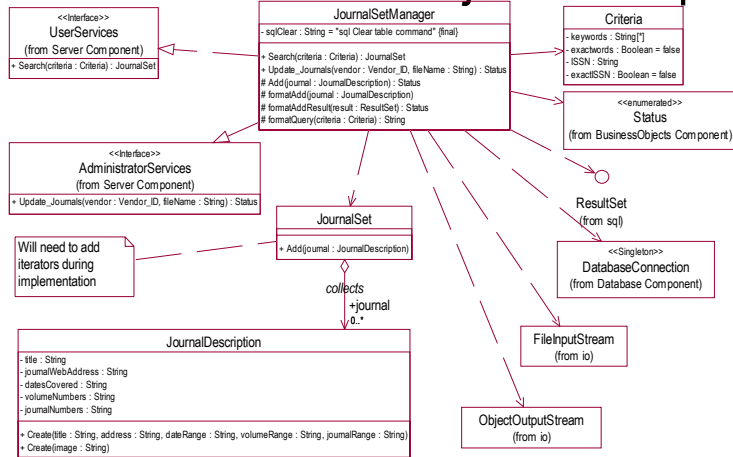 <<Interface>>
UserServices
(from Server Component)
+ Search(criteria : Criteria) : JournalSet
JournalSetManager
- sqlClear : String = "sql Clear table command" {final}
+ Search(criteria : Criteria) : JournalSet
+ Update_Journals(vendor : Vendor_ID, fileName : String) : Status
# Add(journal : JournalDescription) : Status
# formatAdd(journal : JournalDescription)
# formatAddResult(result : ResultSet) : Status
# formatQuery(criteria : Criteria) : String
Criteria
- keywords : String[*]
- exactwords : Boolean = false
- ISSN : String
- exactISSN : Boolean = false
<<enumerated>>
Status
(from BusinessObjects Component)
<<Interface>>
AdministratorServices
(from Server Component)
+ Update_Journals(vendor : Vendor_ID, fileName : String) : Status
ResultSet
(from sql)
JournalSet
+ Add(journal : JournalDescription)
Will need to add
iterators during
implementation
<<Singleton>>
DatabaseConnection
(from Database Component)
collects
+journal
0..*
JournalDescription
- title : String
- journalWebAddress : String
- datesCovered : String
- volumeNumbers : String
- journalNumbers : String
+ Create(title : String, address : String, dateRange : String, volumeRange : String, journalRange : String)
+ Create(image : String)
FileInputStream
(from io)
ObjectOutputStream
(from io)